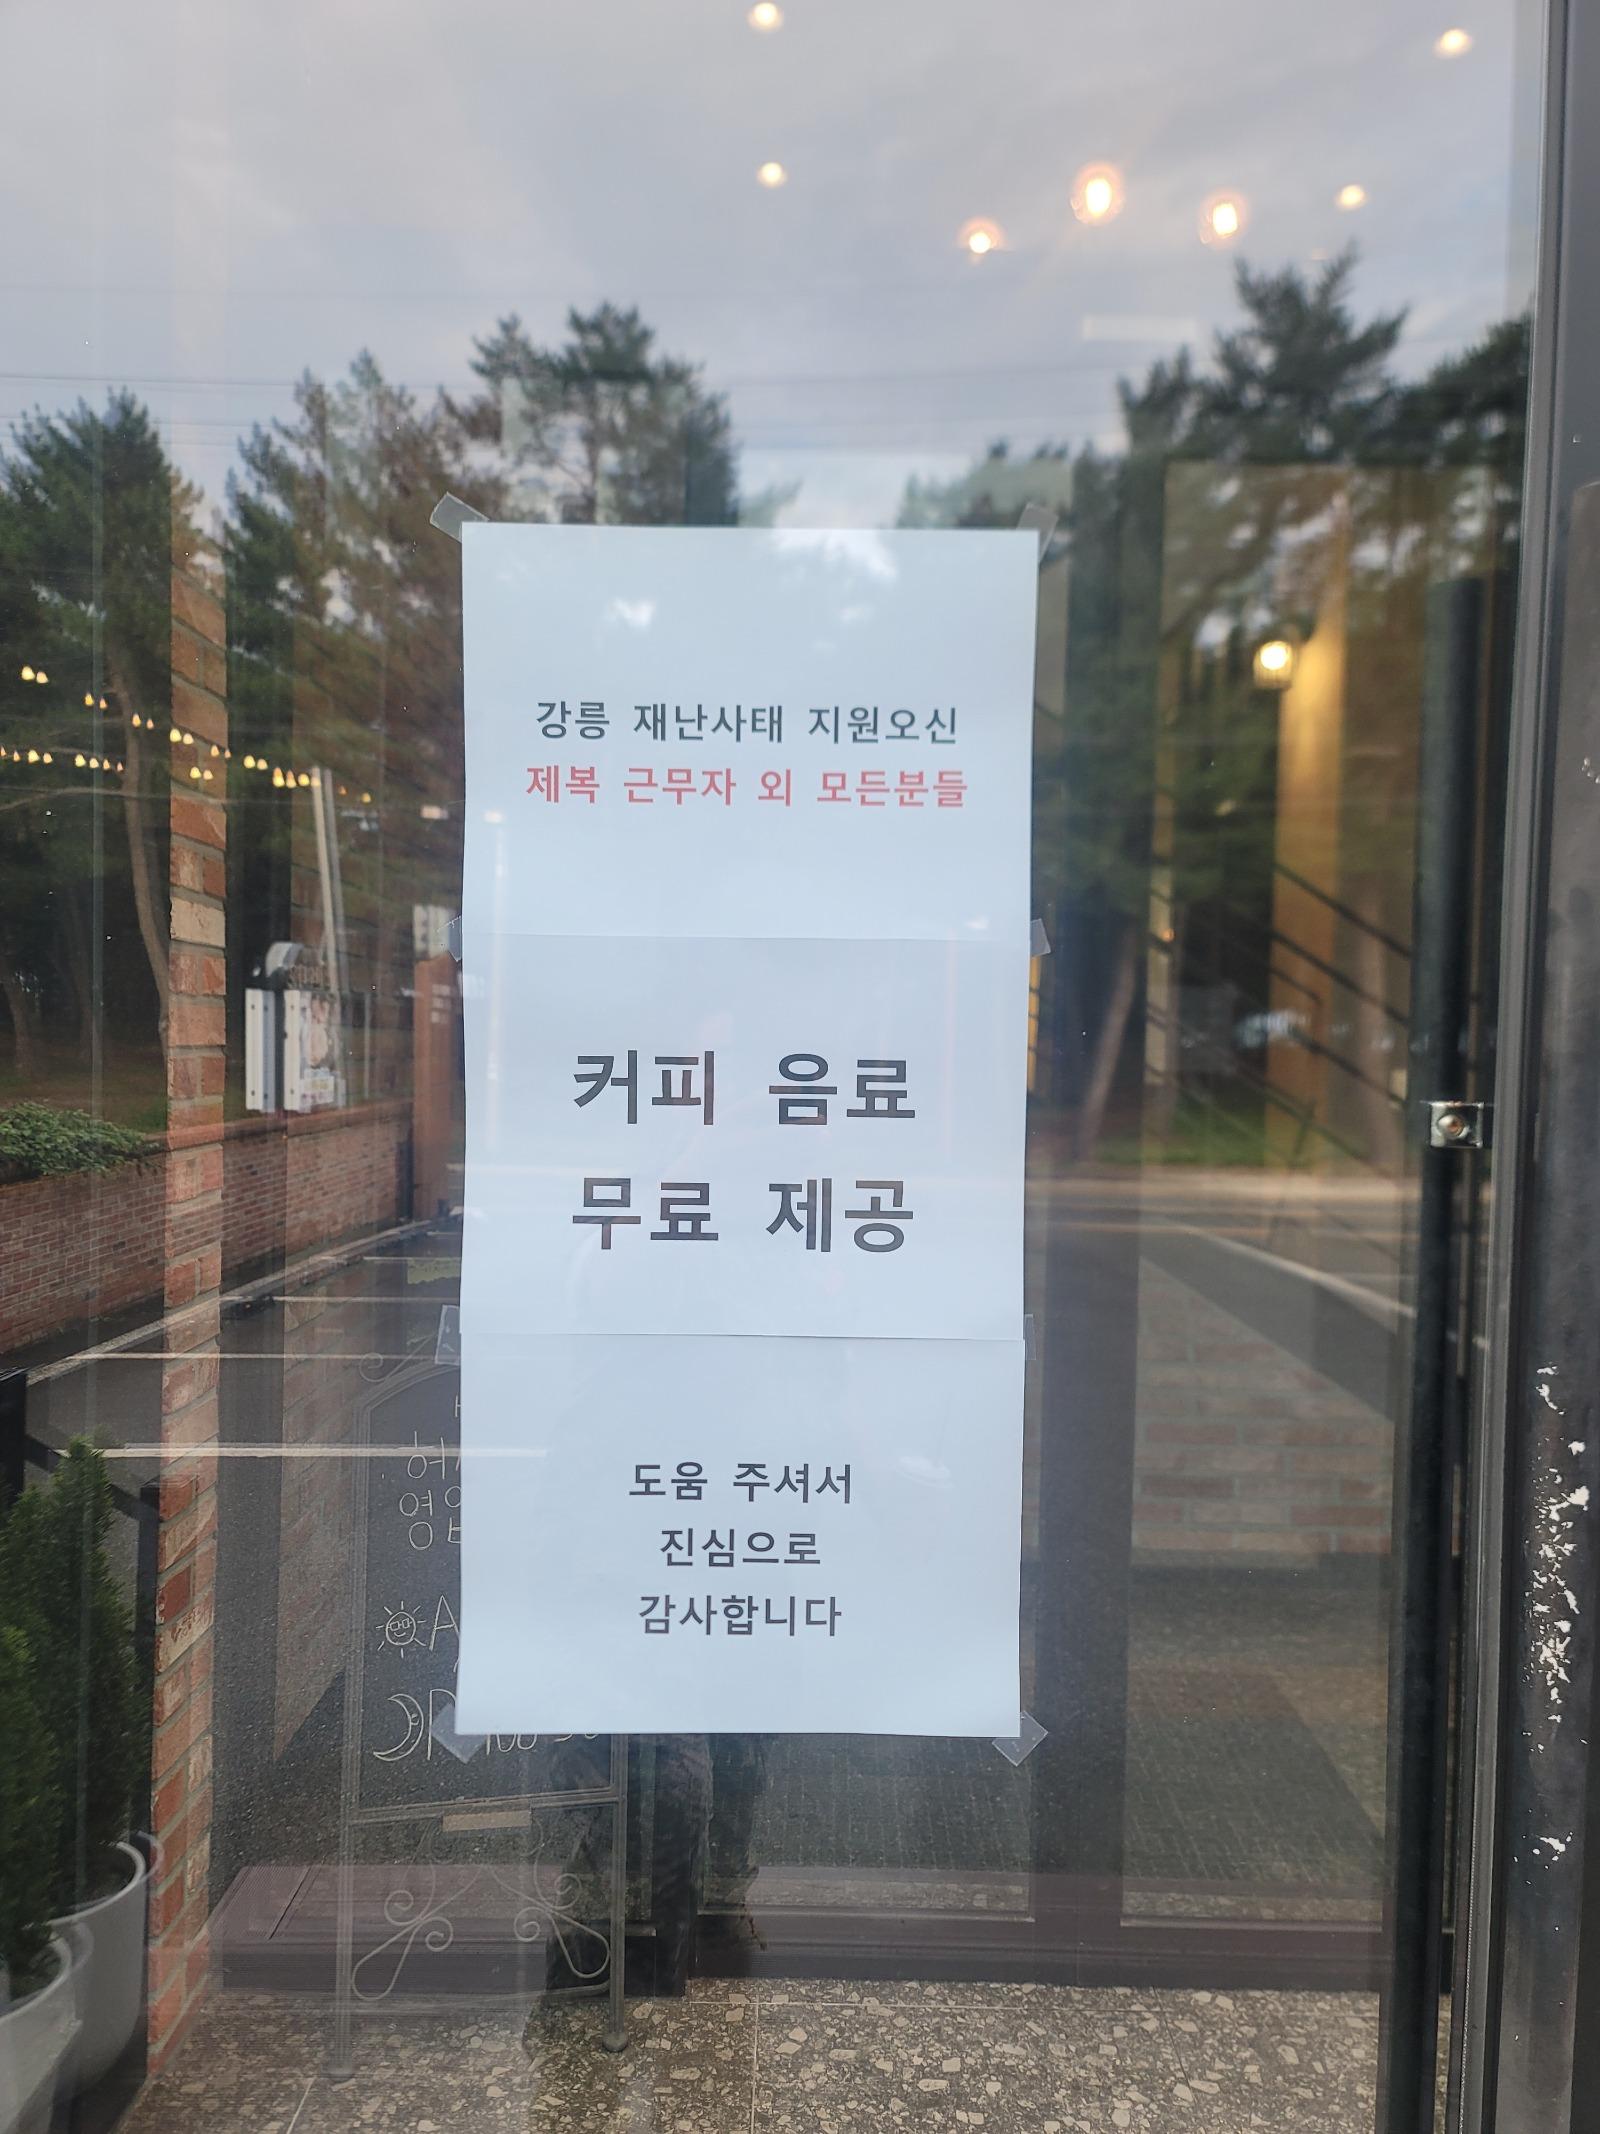 강릉 재난사태 지원오신
제복 근무자 외 모든분들
커피 음료
무료 제공
도움 주셔서
진심으로
감사합니다